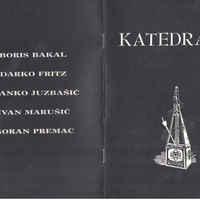 BORIS BAKAL
DARKO FRITZ
ANKO JUZBAŠIĆ
IVAN MARUŠIĆ
GORAN PREMAC
KATEDRA